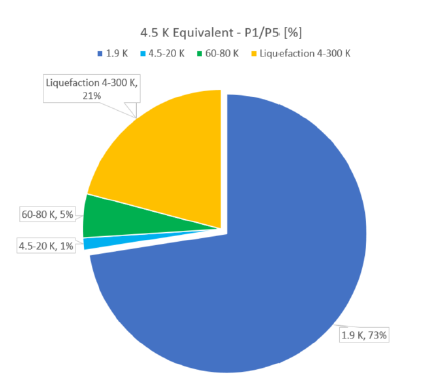 4.5 K Equivalent - P1/P5 [%]
1.9 K 4.5-20 K 60-80 K Liquefaction 4-300 K
Liquefaction 4-300 K,
21%
60-80 K, 5%
4.5-20 K, 1%
1.9 K, 73%